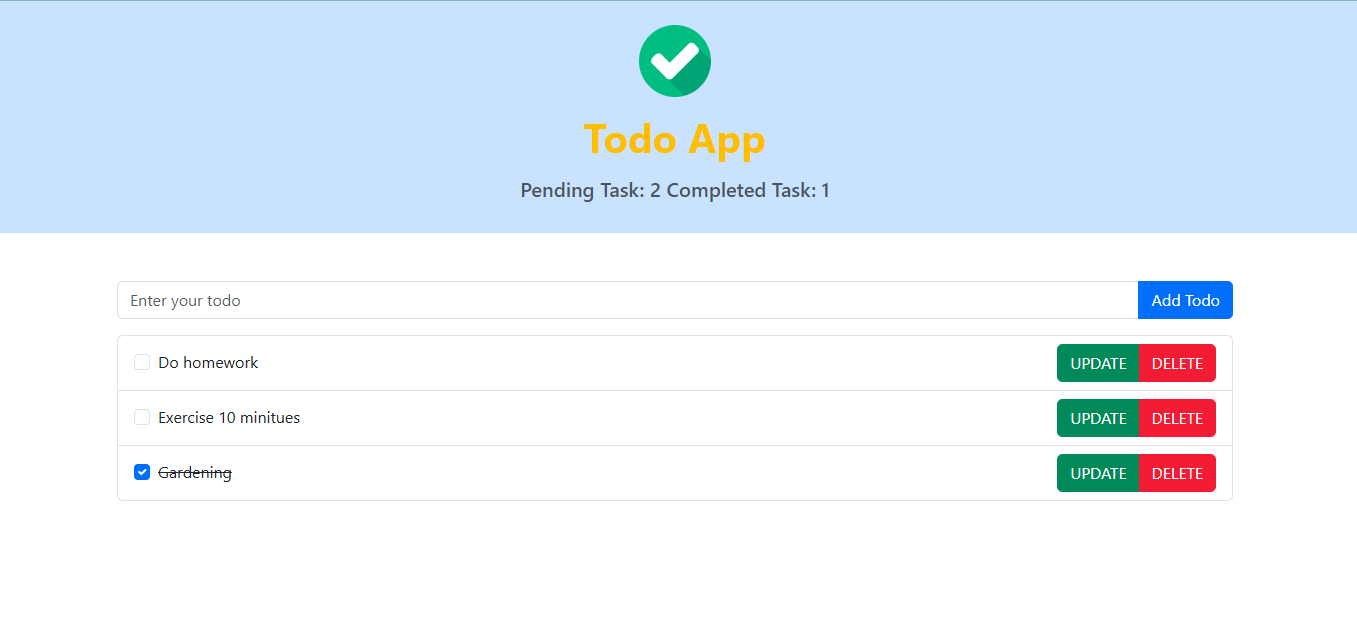 Todo App
Pending Task: 2 Completed Task: 1
Enter your todo
Add Todo
Do homework
UPDATE
DELETE
Exercise 10 minitues
UPDATE
DELETE
Gardening
UPDATE
DELETE